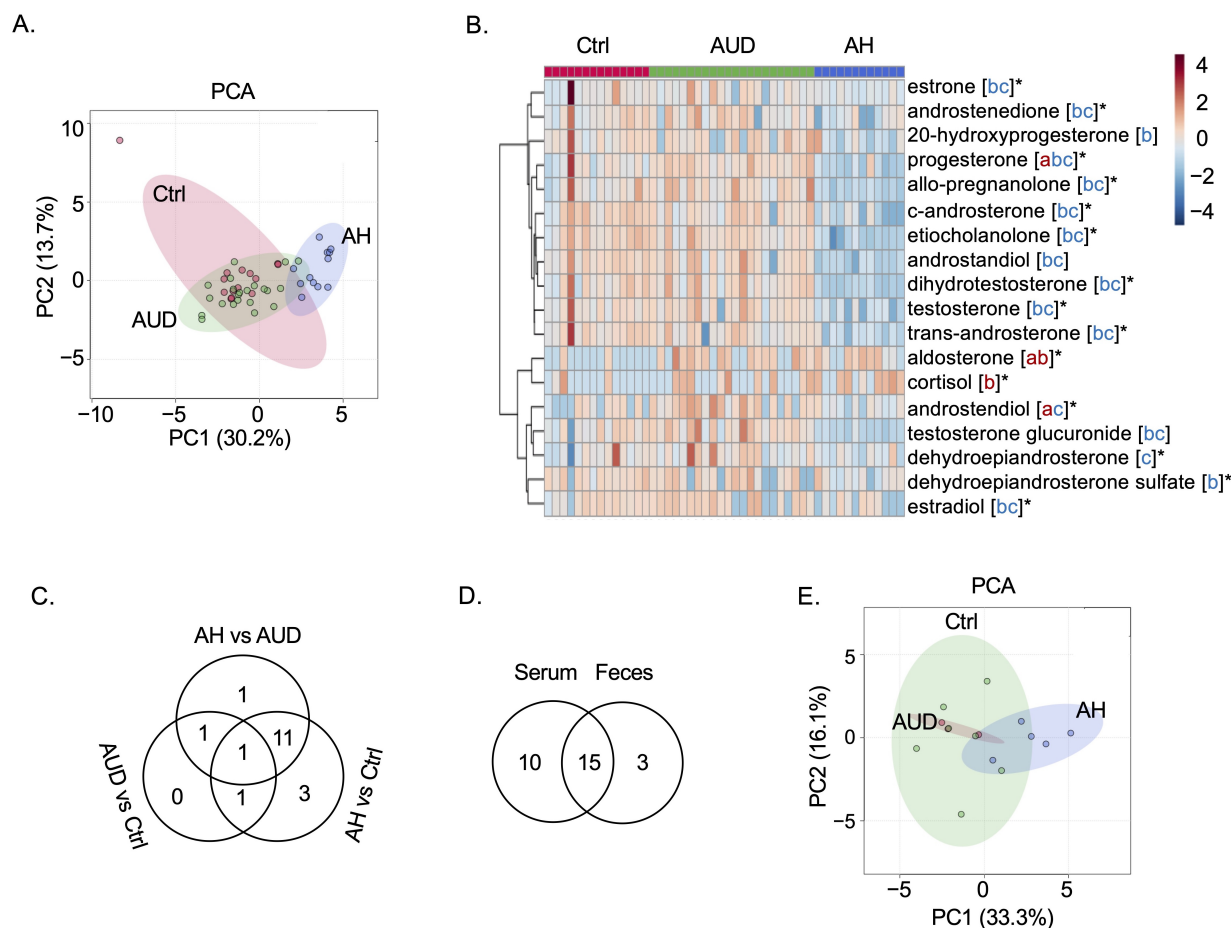 A.
PCA
10
5
0
−5
PC2 (13.7%)
Ctrl
AH
AUD
−10
−5
0
5
PC1 (30.2%)
B.
Ctrl
AUD
AH
estrone [bc]*
androstenedione [bc]*
20-hydroxyprogesterone [b]
progesterone [abc]*
allo-pregnanolone [bc]*
c-androsterone [bc]*
etiocholanolone [bc]*
androstandiol [bc]
dihydrotestosterone [bc]*
testosterone [bc]*
trans-androsterone [bc]*
aldosterone [ab]*
cortisol [b]*
androstendiol [ac]*
testosterone glucuronide [bc]
dehydroepiandrosterone [c]*
dehydroepiandrosterone sulfate [b]*
estradiol [bc]*
4
2
0
−2
−4
C.
AH vs AUD
1
1
1
11
0
1
3
AUD vs Ctrl
AH vs Ctrl
D.
Serum
Feces
10
15
3
E.
PCA
Ctrl
5
0
−5
PC2 (16.1%)
AUD
AH
−5
0
5
PC1 (33.3%)